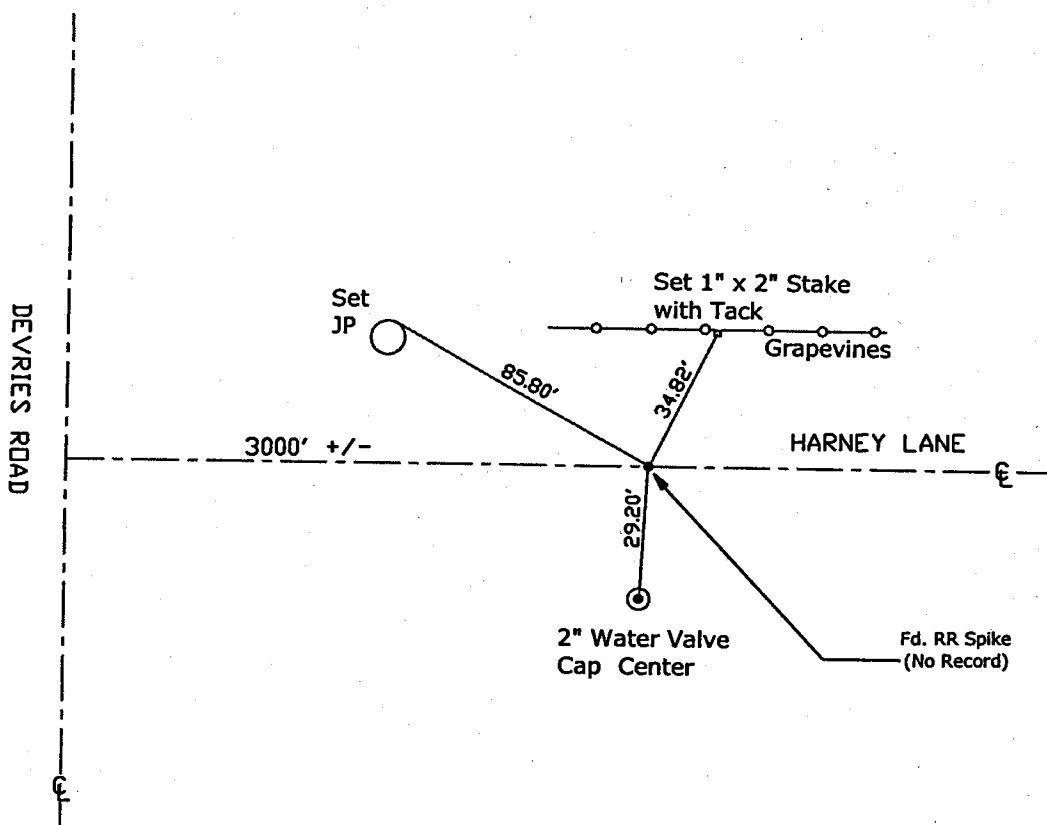 Set 1" x 2" Stake
with Tack
Set
JP
Grapevines
85.80'
34.82'
DEVRIES ROAD
3000' +/-
HARNEY LANE
℄
29.20'
2" Water Valve
Cap Center
Fd. RR Spike
(No Record)
℄